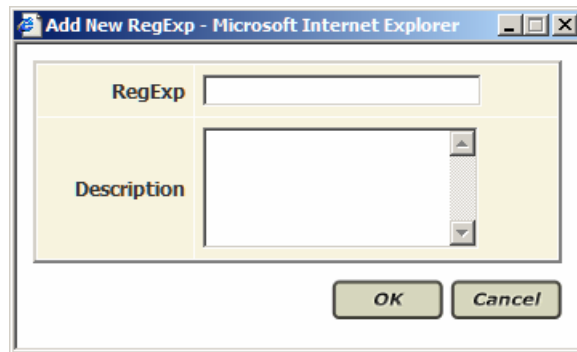 Add New RegExp - Microsoft Internet Explorer
RegExp
Description
OK Cancel